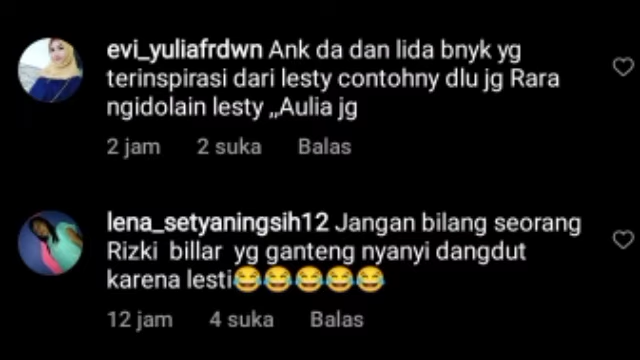 evi_yuliafrdwn Ank da dan lida bnyk yg
terinspirasi dari lesty contohny dlu jg Rara
ngidolain lesty ,,Aulia jg
2 jam 2 suka Balas
lena_setyaningsih12 Jangan bilang seorang
Rizki billar yg ganteng nyanyi dangdut
karena lesti😂😂😂😂😂
12 jam 4 suka Balas